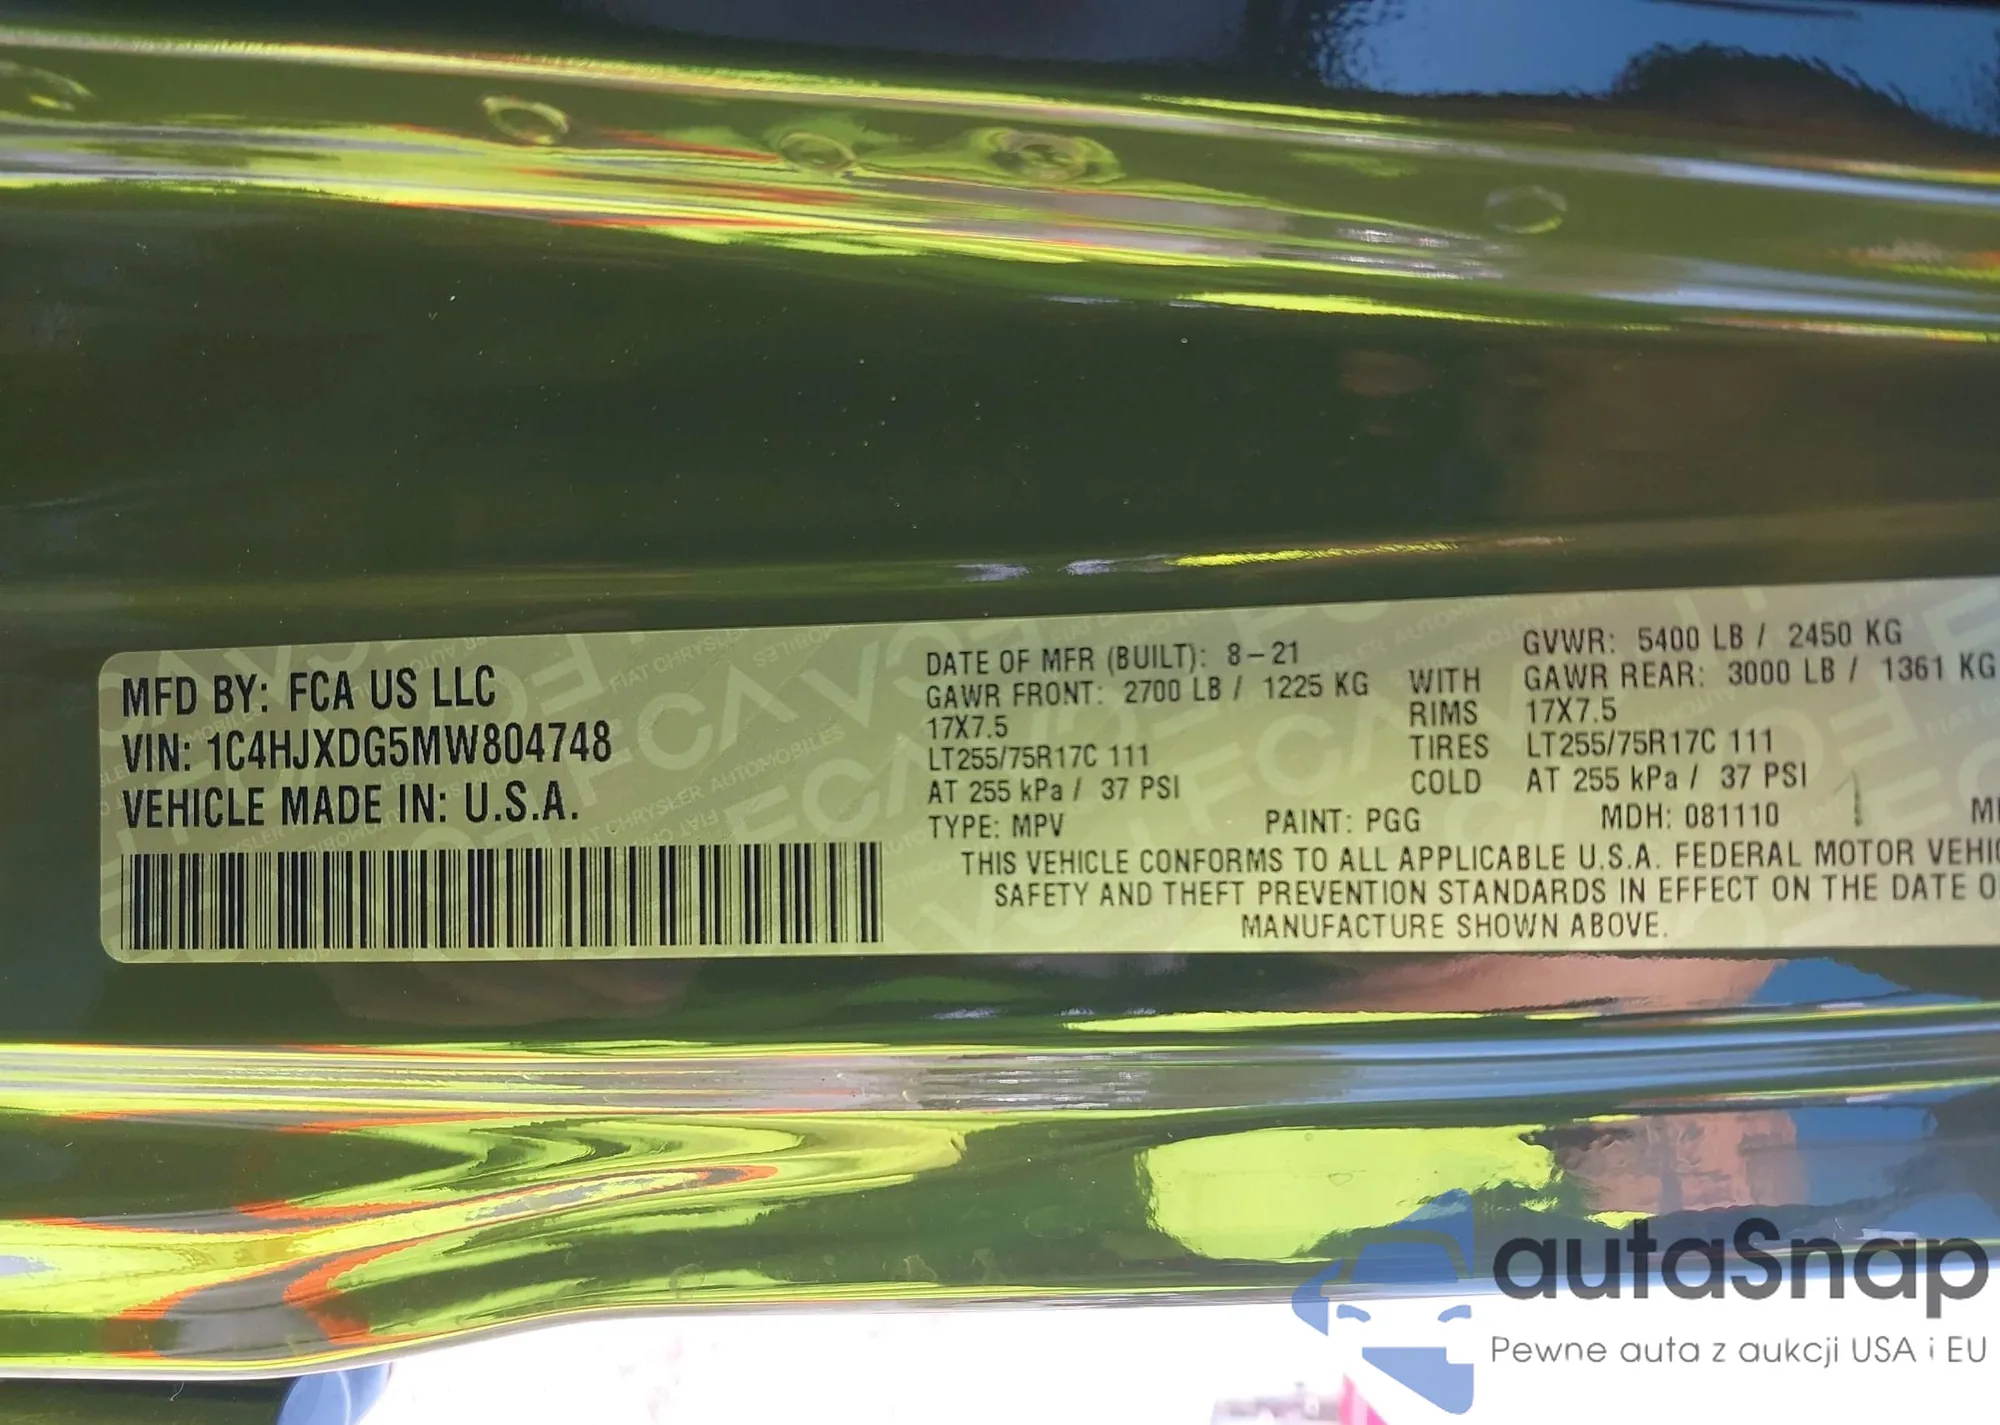 MFD BY: FCA US LLC
VIN: 1C4HJXDG5MW804748
VEHICLE MADE IN: U.S.A.
DATE OF MFR (BUILT): 8-21 GVWR: 5400 LB / 2450 KG
GAWR FRONT: 2700 LB / 1225 KG WITH GAWR REAR: 3000 LB / 1361 KG
17X7.5 RIMS 17X7.5
LT255/75R17C 111 TIRES LT255/75R17C 111
AT 255 kPa / 37 PSI COLD AT 255 kPa / 37 PSI
TYPE: MPV PAINT: PGG MDH: 081110
THIS VEHICLE CONFORMS TO ALL APPLICABLE U.S.A. FEDERAL MOTOR
SAFETY AND THEFT PREVENTION STANDARDS IN EFFECT ON THE DATE
MANUFACTURE SHOWN ABOVE.
autaSnap
Pewne auta z aukcji USA i EU